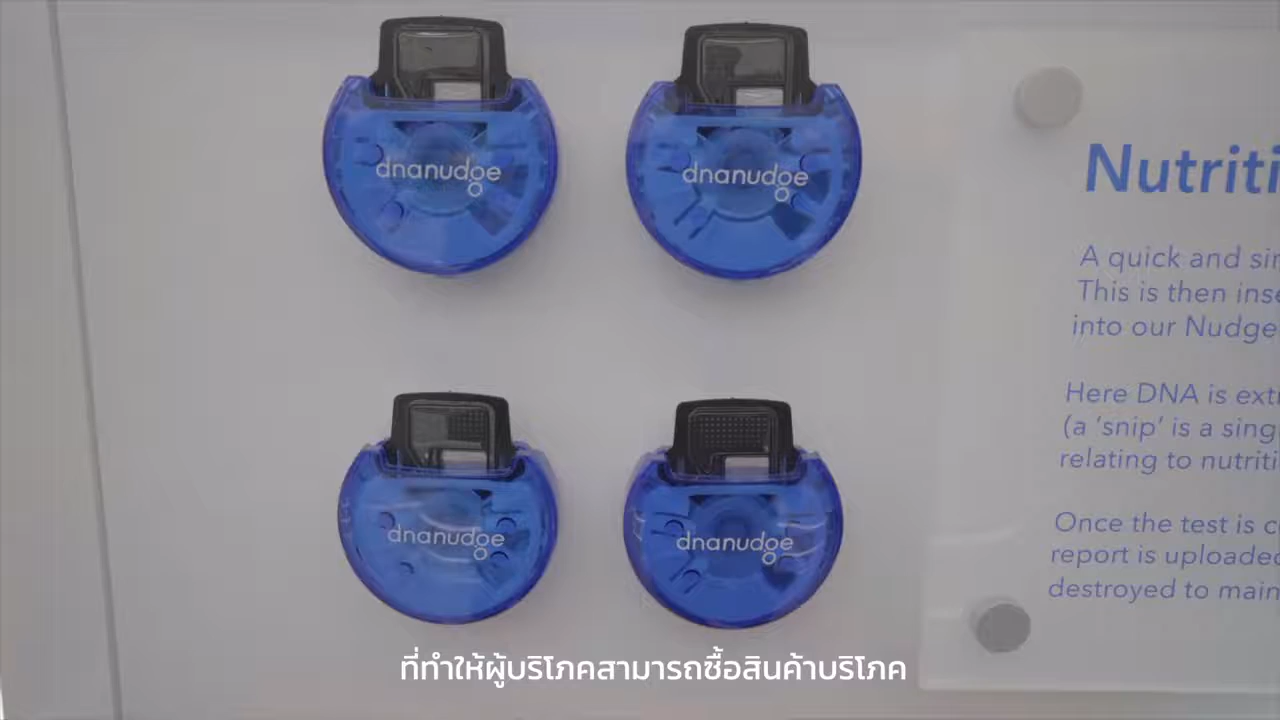 dnanudge
dnanudge
dnanudge
dnanudge
Nutriti
A quick and sin
This is then inse
into our Nudge
Here DNA is extr
(a ‘snip’ is a sing
relating to nutriti
Once the test is c
report is uploaded
destroyed to main
ที่ทำให้ผู้บริโภคสามารถซื้อสินค้าบริโภค